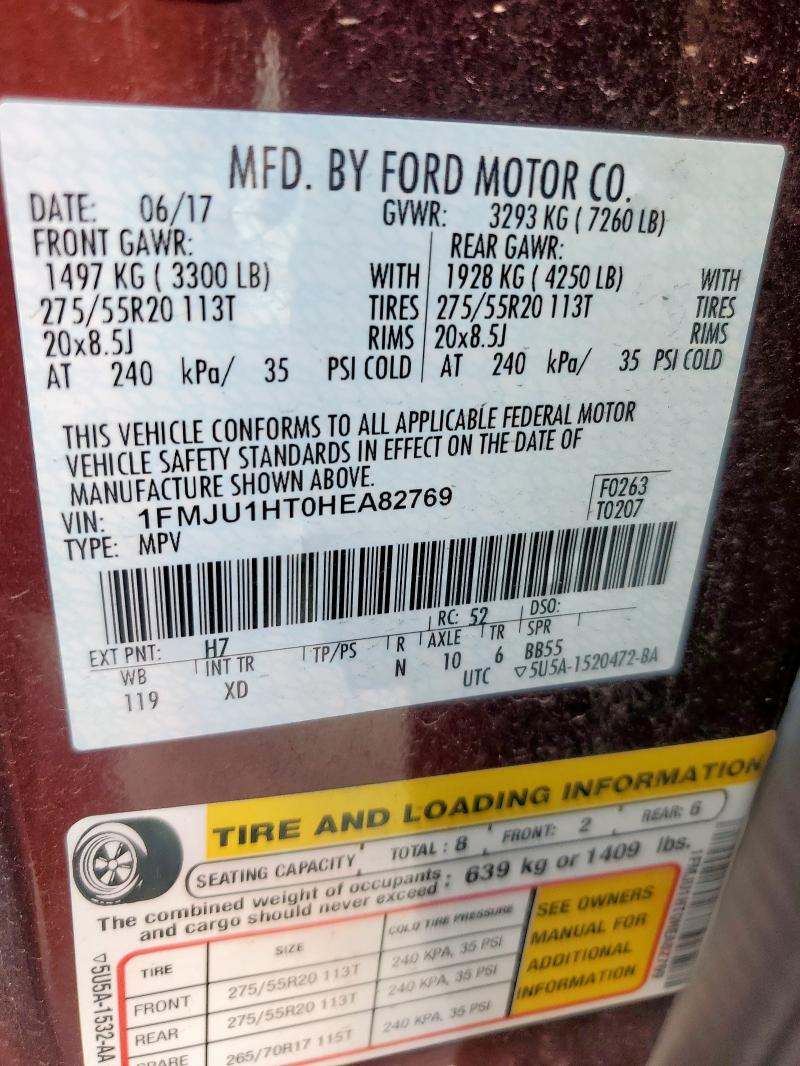 MFD. BY FORD MOTOR CO.
DATE: 06/17 GVWR: 3293 KG ( 7260 LB)
FRONT GAWR: REAR GAWR:
1497 KG ( 3300 LB) WITH 1928 KG ( 4250 LB) WITH
275/55R20 113T TIRES 275/55R20 113T TIRES
20x8.5J RIMS 20x8.5J RIMS
AT 240 kPa/ 35 PSI COLD AT 240 kPa/ 35 PSI COLD
THIS VEHICLE CONFORMS TO ALL APPLICABLE FEDERAL MOTOR
VEHICLE SAFETY STANDARDS IN EFFECT ON THE DATE OF
MANUFACTURE SHOWN ABOVE.
VIN: 1FMJU1HT0HEA82769 F0263
TYPE: MPV T0207
EXT PNT: H7 RC: 52 DSO:
WB INT TR TP/PS R AXLE TR SPR
119 XD N 10 6 BB55
UTC ▽5U5A-1520472-BA
TIRE AND LOADING INFORMATION
SEATING CAPACITY TOTAL : 8 FRONT: 2 REAR: 6
The combined weight of occupants
and cargo should never exceed : 639 kg or 1409 lbs.
TIRE SIZE COLD TIRE PRESSURE
FRONT 275/55R20 113T 240 KPA, 35 PSI
REAR 275/55R20 113T 240 KPA, 35 PSI
SPARE 265/70R17 115T 240 KPA, 35 PSI
SEE OWNERS
MANUAL FOR
ADDITIONAL
INFORMATION
▽5U5A-1532-AA
1FMJU1HT0HEA82769